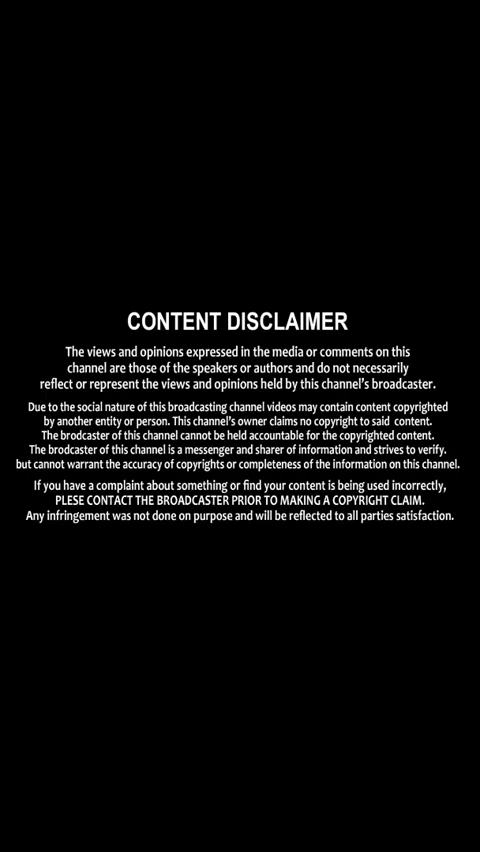 CONTENT DISCLAIMER
The views and opinions expressed in the media or comments on this
channel are those of the speakers or authors and do not necessarily
reflect or represent the views and opinions held by this channel's broadcaster.
Due to the social nature of this broadcasting channel videos may contain content copyrighted
by another entity or person. This channel's owner claims no copyright to said content.
The brodcaster of this channel cannot be held accountable for the copyrighted content.
The brodcaster of this channel is a messenger and sharer of information and strives to verify.
but cannot warrant the accuracy of copyrights or completeness of the information on this channel.
If you have a complaint about something or find your content is being used incorrectly,
PLESE CONTACT THE BROADCASTER PRIOR TO MAKING A COPYRIGHT CLAIM.
Any infringement was not done on purpose and will be reflected to all parties satisfaction.